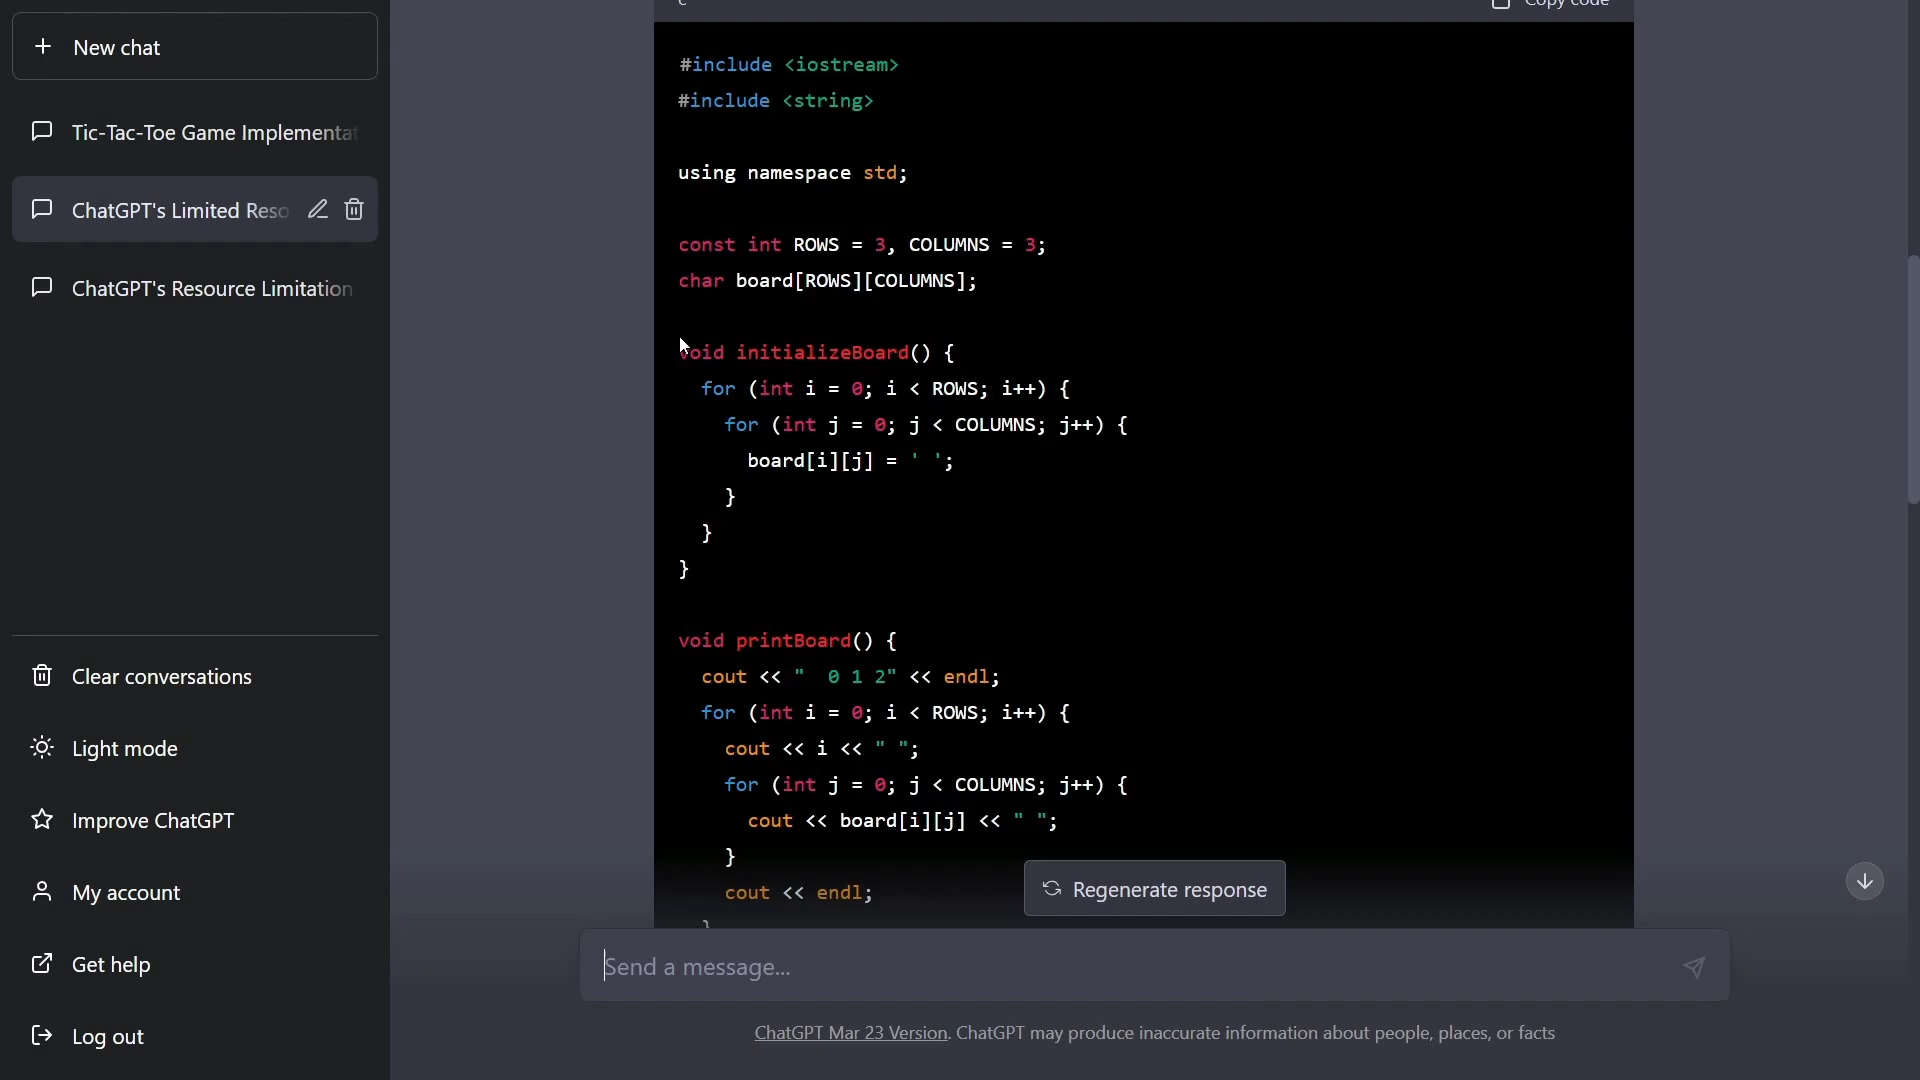 New chat
Tic-Tac-Toe Game Implementat
ChatGPT's Limited Reso
ChatGPT's Resource Limitation
Clear conversations
Light mode
Improve ChatGPT
My account
Get help
Log out
c
Copy code
#include <iostream>
#include <string>
using namespace std;
const int ROWS = 3, COLUMNS = 3;
char board[ROWS][COLUMNS];
void initializeBoard() {
  for (int i = 0; i < ROWS; i++) {
    for (int j = 0; j < COLUMNS; j++) {
      board[i][j] = ' ';
    }
  }
}
void printBoard() {
  cout << "  0 1 2" << endl;
  for (int i = 0; i < ROWS; i++) {
    cout << i << " ";
    for (int j = 0; j < COLUMNS; j++) {
      cout << board[i][j] << " ";
    }
    cout << endl;
  }
Regenerate response
Send a message...
ChatGPT Mar 23 Version. ChatGPT may produce inaccurate information about people, places, or facts